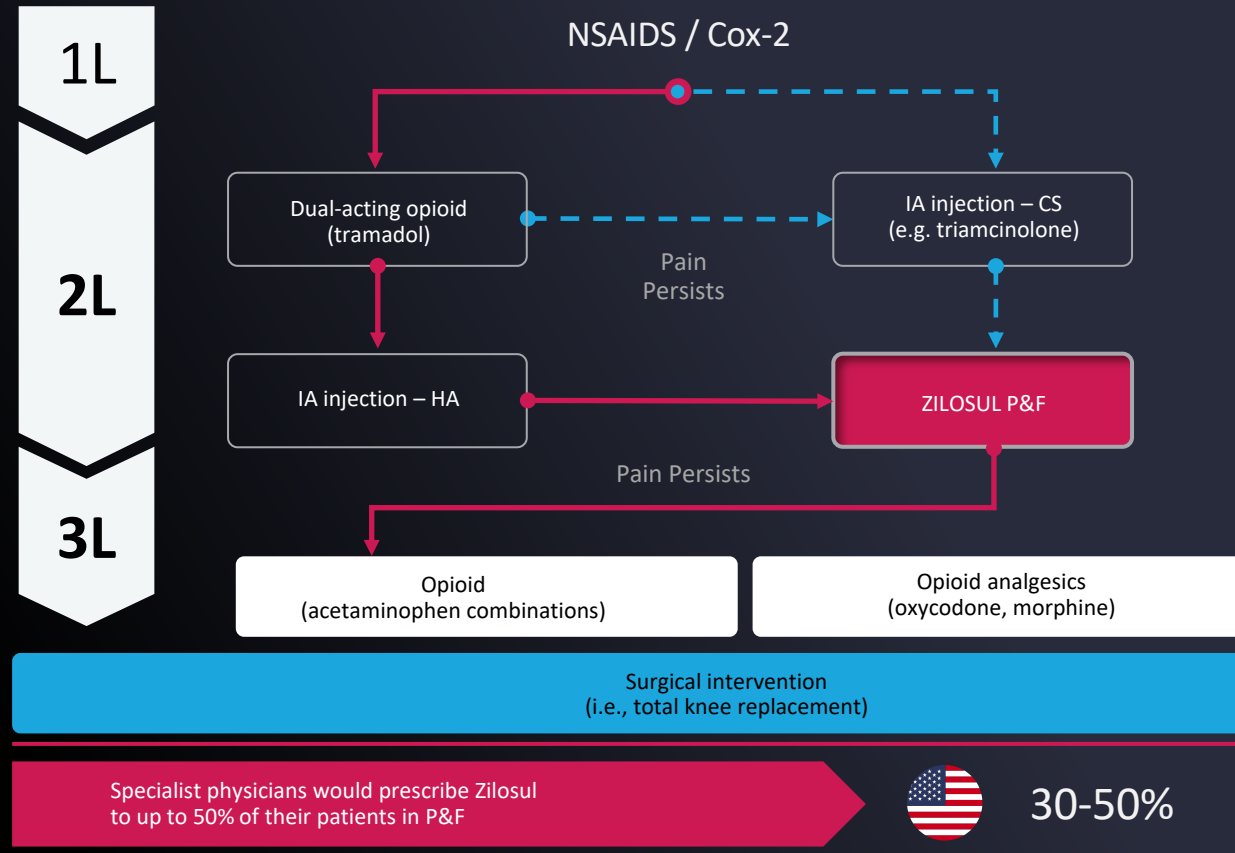 NSAIDS / Cox-2
1L
Dual-acting opioid
(tramadol)
IA injection – CS
(e.g. triamcinolone)
Pain
Persists
2L
IA injection – HA
ZILOSUL P&F
Pain Persists
3L
Opioid
(acetaminophen combinations)
Opioid analgesics
(oxycodone, morphine)
Surgical intervention
(i.e., total knee replacement)
Specialist physicians would prescribe Zilosul
to up to 50% of their patients in P&F
30-50%